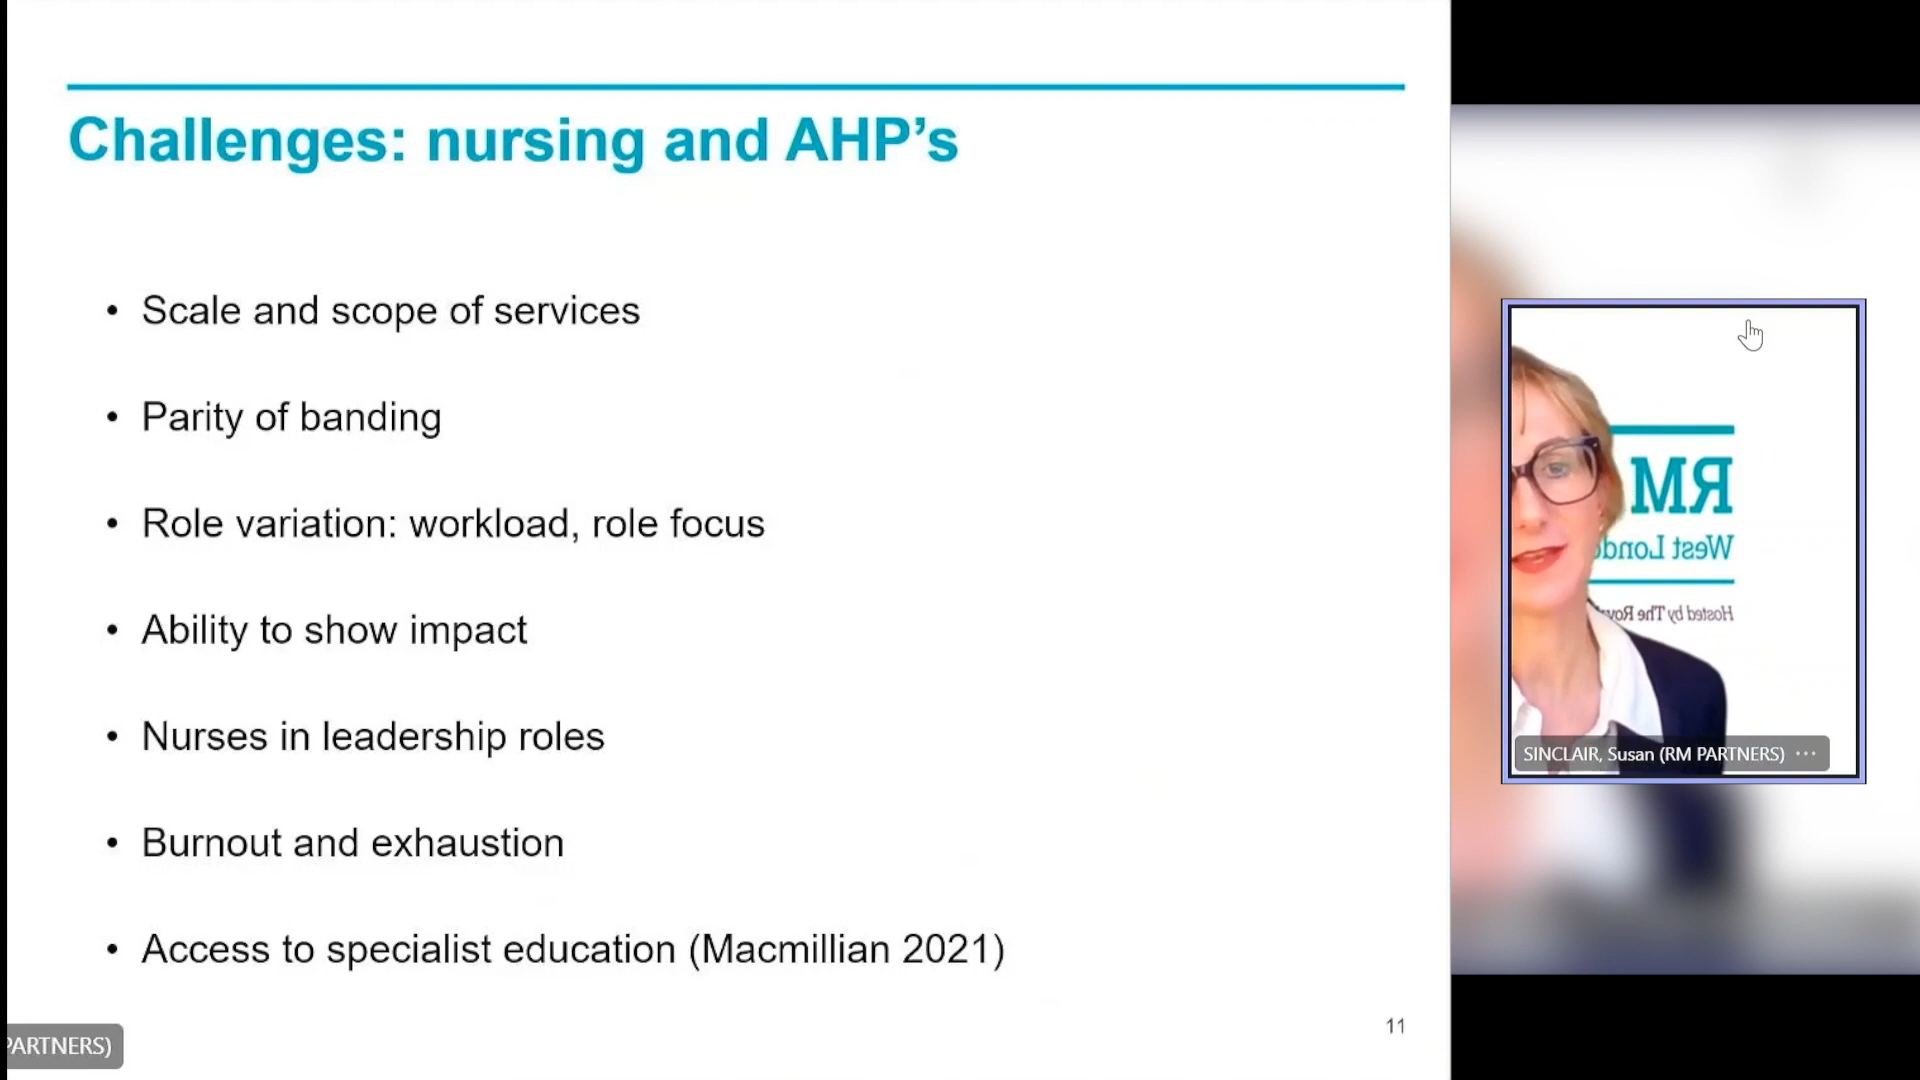 Challenges: nursing and AHP’s
• Scale and scope of services
• Parity of banding
• Role variation: workload, role focus
• Ability to show impact
• Nurses in leadership roles
• Burnout and exhaustion
• Access to specialist education (Macmillian 2021)
11
PARTNERS)
RM
West Lond
Hosted by The Roy
SINCLAIR, Susan (RM PARTNERS) ···